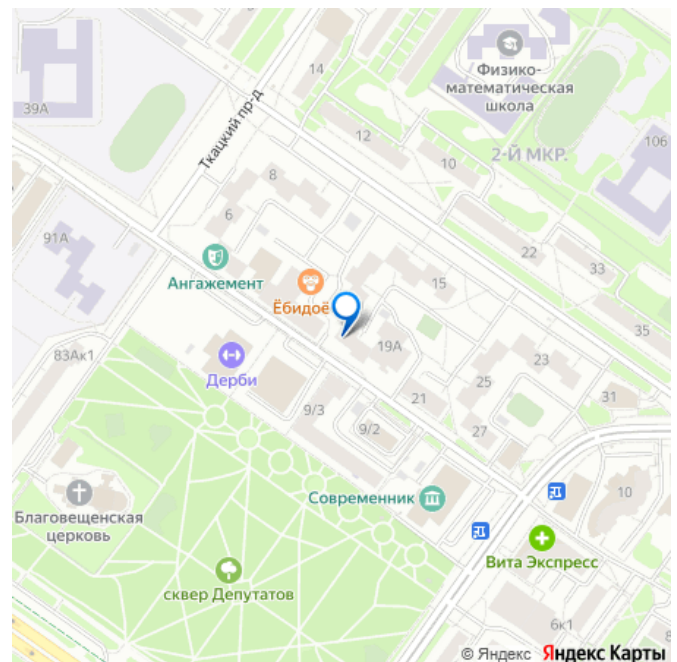 Физико-
математическая
школа
14
39А
Ткацкий пр-д
12
106
10
2-Й МКР.
8
6
91А
22
Ангажемент
33
15
Ёбидоё
35
19А
83Ак1
23
Дерби
25
21
31
9/3
9/2
27
Современник
10
Благовещенская
церковь
Вита Экспресс
сквер Депутатов
6к1
8
© Яндекс Яндекс Карты